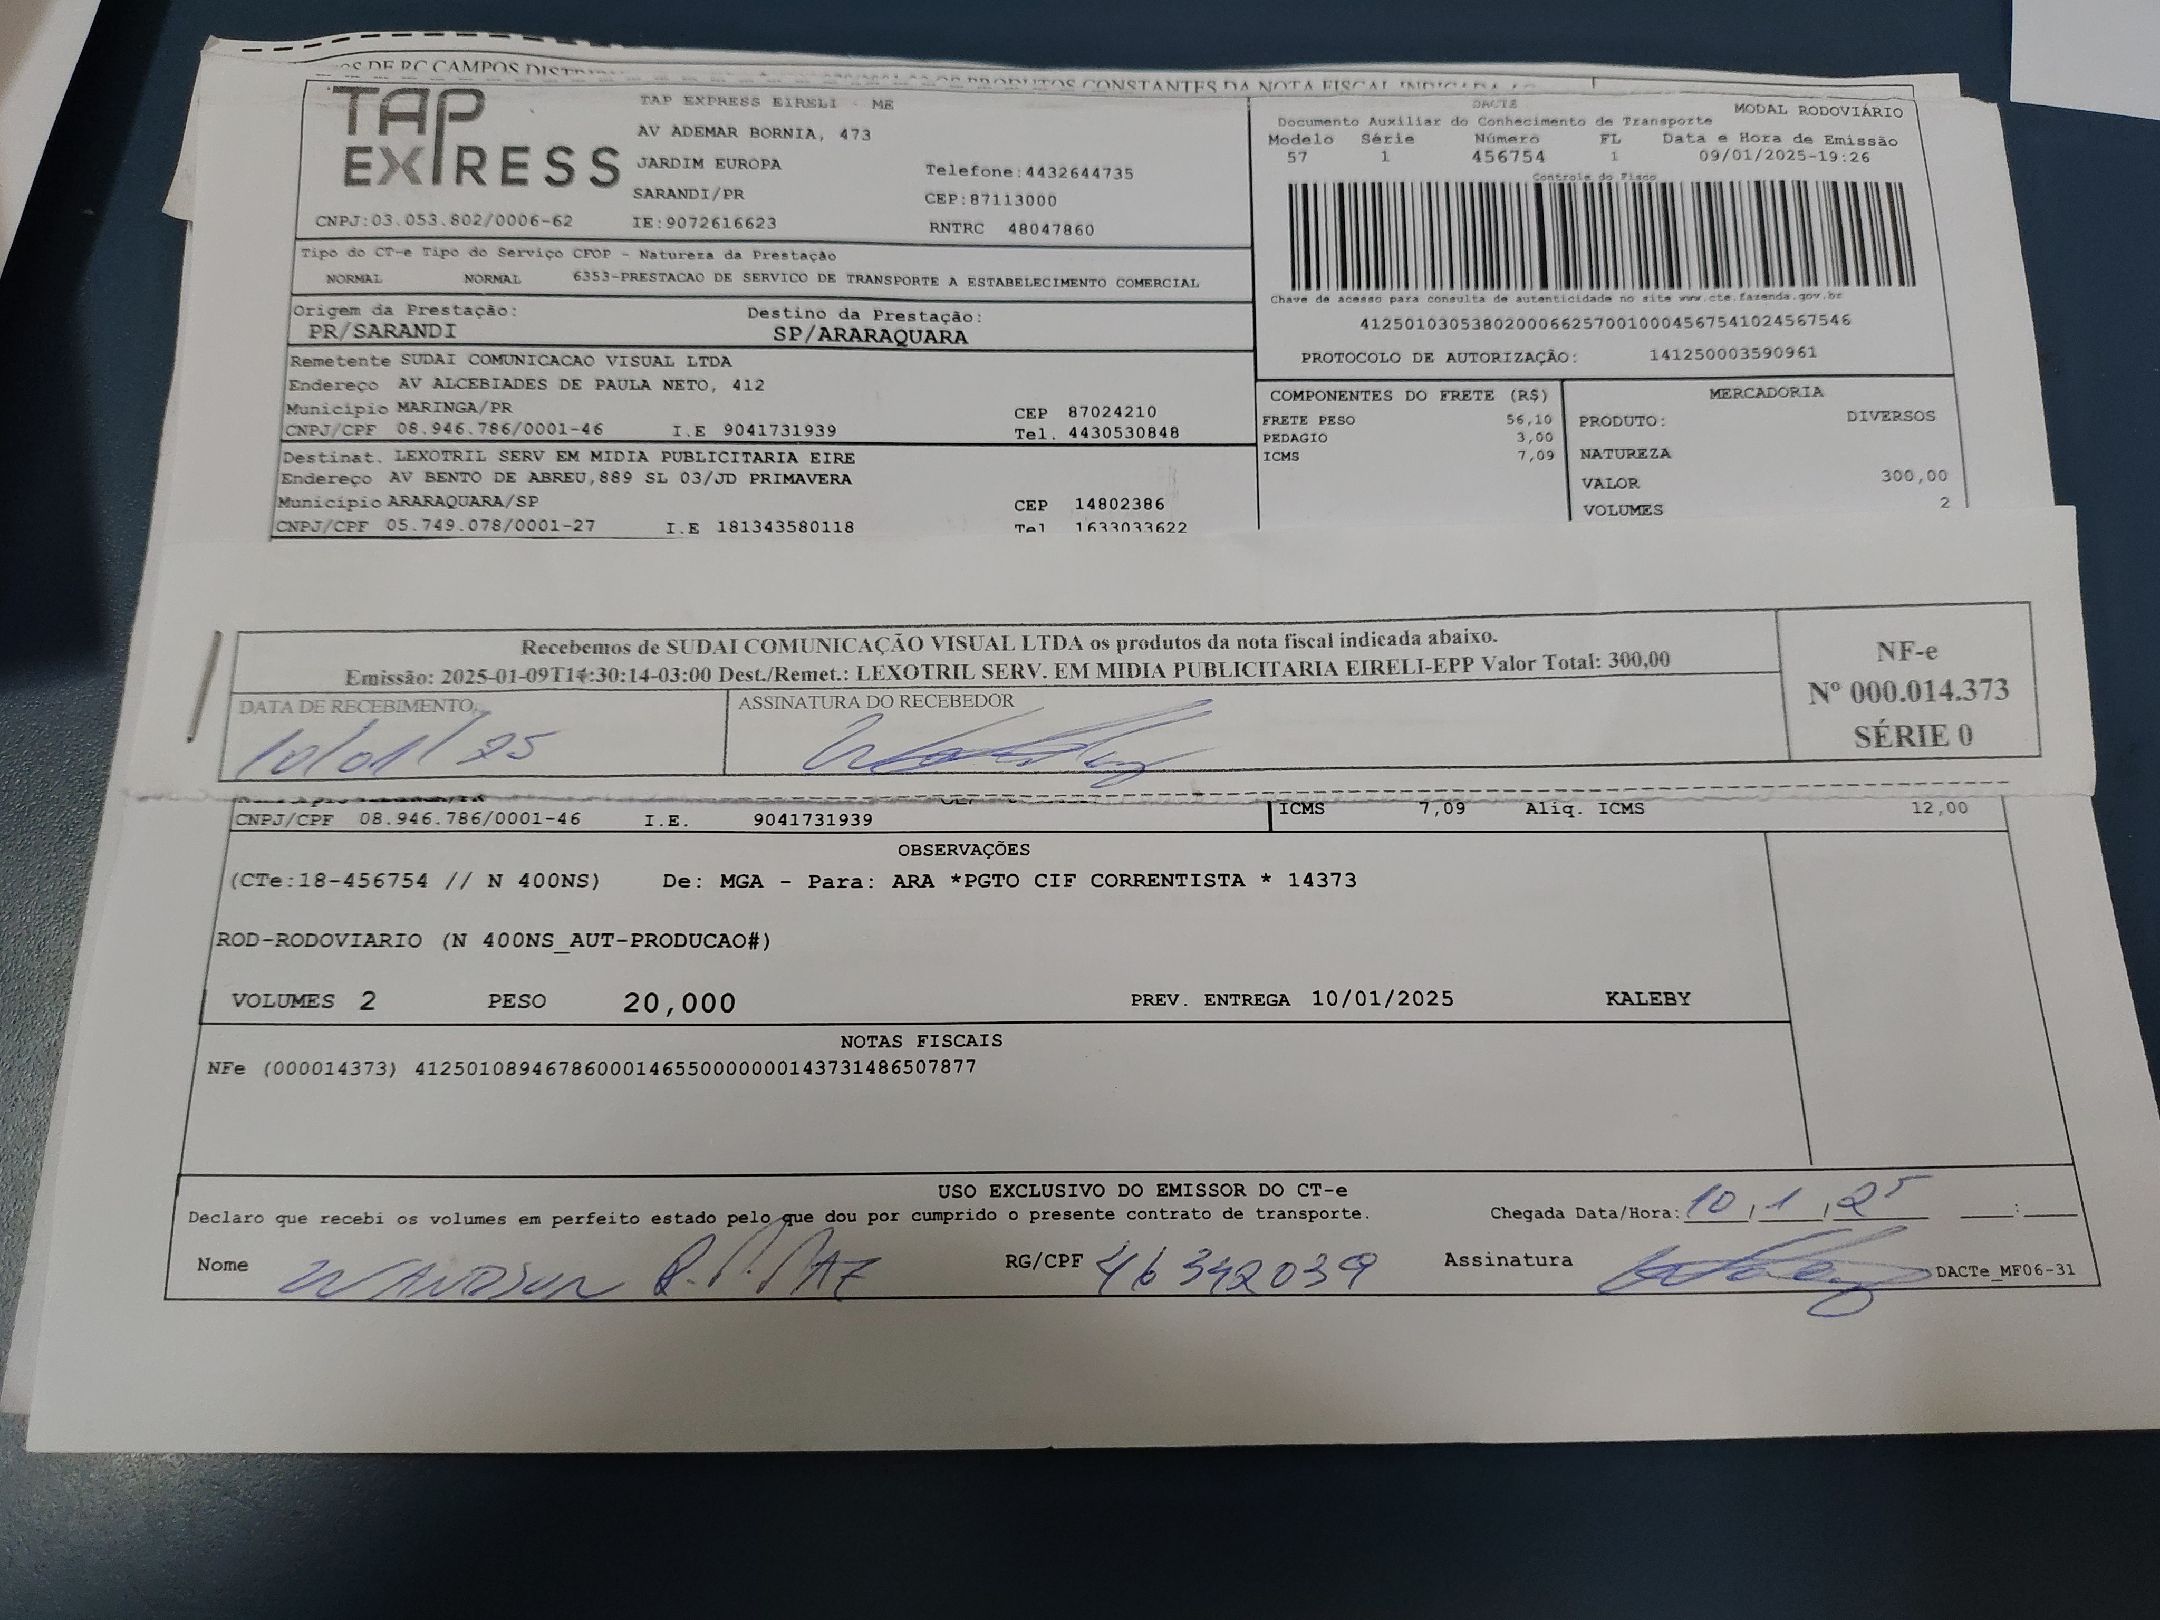 TAP EXPRESS
TAP EXPRESS EIRELI - ME
AV ADEMAR BORNIA, 473
JARDIM EUROPA Telefone:4432644735
SARANDI/PR CEP:87113000
CNPJ:03.053.802/0006-62 IE:9072616623 RNTRC 48047860
DACTE MODAL RODOVIÁRIO
Documento Auxiliar do Conhecimento de Transporte
Modelo Série Número FL Data e Hora de Emissão
57 1 456754 1 09/01/2025-19:26
Controle do Fisco
Chave de acesso para consulta de autenticidade no site www.cte.fazenda.gov.br
41250103053802000662570010004567541024567546
PROTOCOLO DE AUTORIZAÇÃO: 141250003590961
Tipo do CT-e Tipo do Serviço CFOP - Natureza da Prestação
NORMAL NORMAL 6353-PRESTACAO DE SERVICO DE TRANSPORTE A ESTABELECIMENTO COMERCIAL
Origem da Prestação: Destino da Prestação:
PR/SARANDI SP/ARARAQUARA
Remetente SUDAI COMUNICACAO VISUAL LTDA
Endereço AV ALCEBIADES DE PAULA NETO, 412
Município MARINGA/PR CEP 87024210
CNPJ/CPF 08.946.786/0001-46 I.E 9041731939 Tel. 4430530848
Destinat. LEXOTRIL SERV EM MIDIA PUBLICITARIA EIRE
Endereço AV BENTO DE ABREU,889 SL 03/JD PRIMAVERA
Município ARARAQUARA/SP CEP 14802386
CNPJ/CPF 05.749.078/0001-27 I.E 181343580118 Tel 1633033622
COMPONENTES DO FRETE (R$)
FRETE PESO 56,10
PEDAGIO 3,00
ICMS 7,09
MERCADORIA
PRODUTO: DIVERSOS
NATUREZA
VALOR 300,00
VOLUMES 2
Recebemos de SUDAI COMUNICAÇÃO VISUAL LTDA os produtos da nota fiscal indicada abaixo.
Emissão: 2025-01-09T14:30:14-03:00 Dest./Remet.: LEXOTRIL SERV. EM MIDIA PUBLICITARIA EIRELI-EPP Valor Total: 300,00
DATA DE RECEBIMENTO ASSINATURA DO RECEBEDOR
10/01/25
NF-e
Nº 000.014.373
SÉRIE 0
CNPJ/CPF 08.946.786/0001-46 I.E. 9041731939 ICMS 7,09 Aliq. ICMS 12,00
OBSERVAÇÕES
(CTe:18-456754 // N 400NS) De: MGA - Para: ARA *PGTO CIF CORRENTISTA * 14373
ROD-RODOVIARIO (N 400NS_AUT-PRODUCAO#)
VOLUMES 2 PESO 20,000 PREV. ENTREGA 10/01/2025 KALEBY
NOTAS FISCAIS
NFe (000014373) 41250108946786000146550000000143731486507877
USO EXCLUSIVO DO EMISSOR DO CT-e
Declaro que recebi os volumes em perfeito estado pelo que dou por cumprido o presente contrato de transporte. Chegada Data/Hora: 10,1,25 :
Nome RG/CPF 463492039 Assinatura DACTe_MF06-31